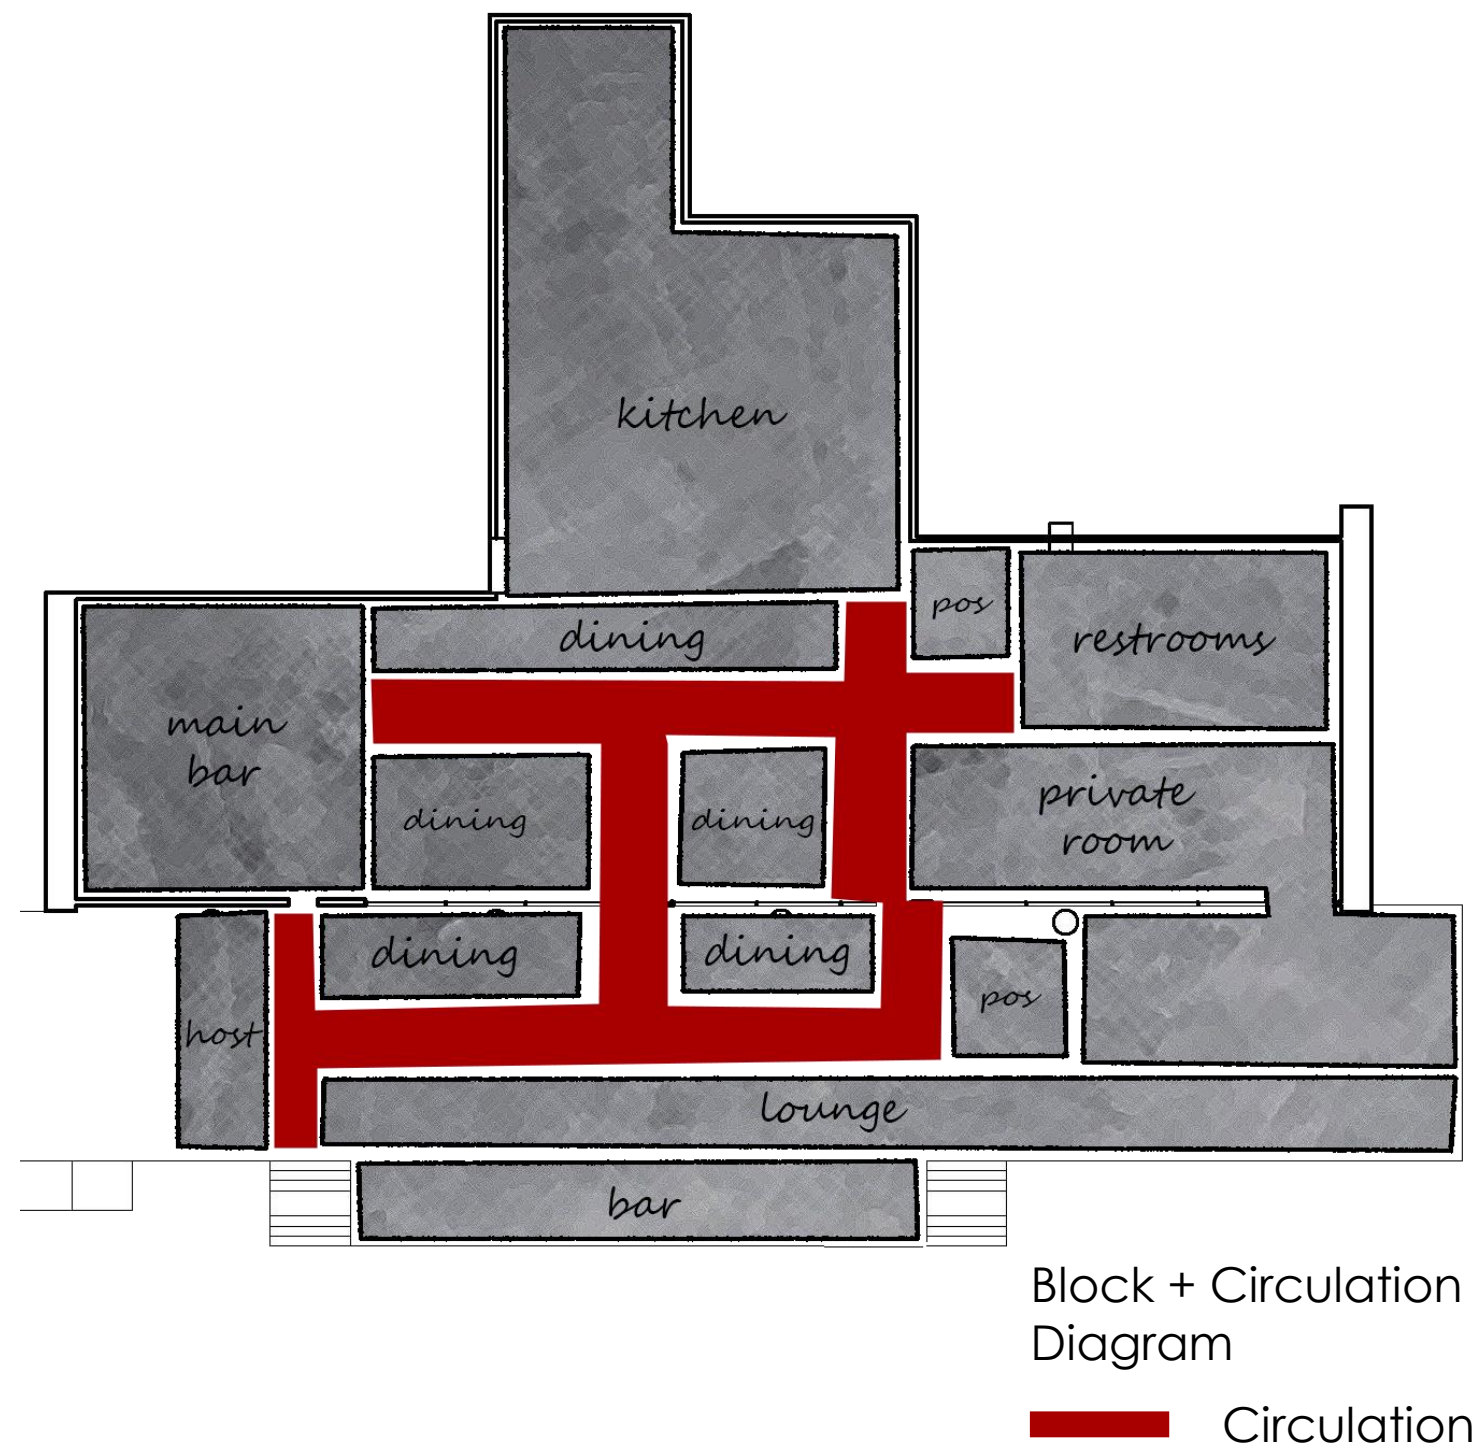 kitchen
pos
dining
restrooms
main
bar
private
room
dining
dining
dining
dining
pos
host
lounge
bar
Block + Circulation
Diagram
Circulation